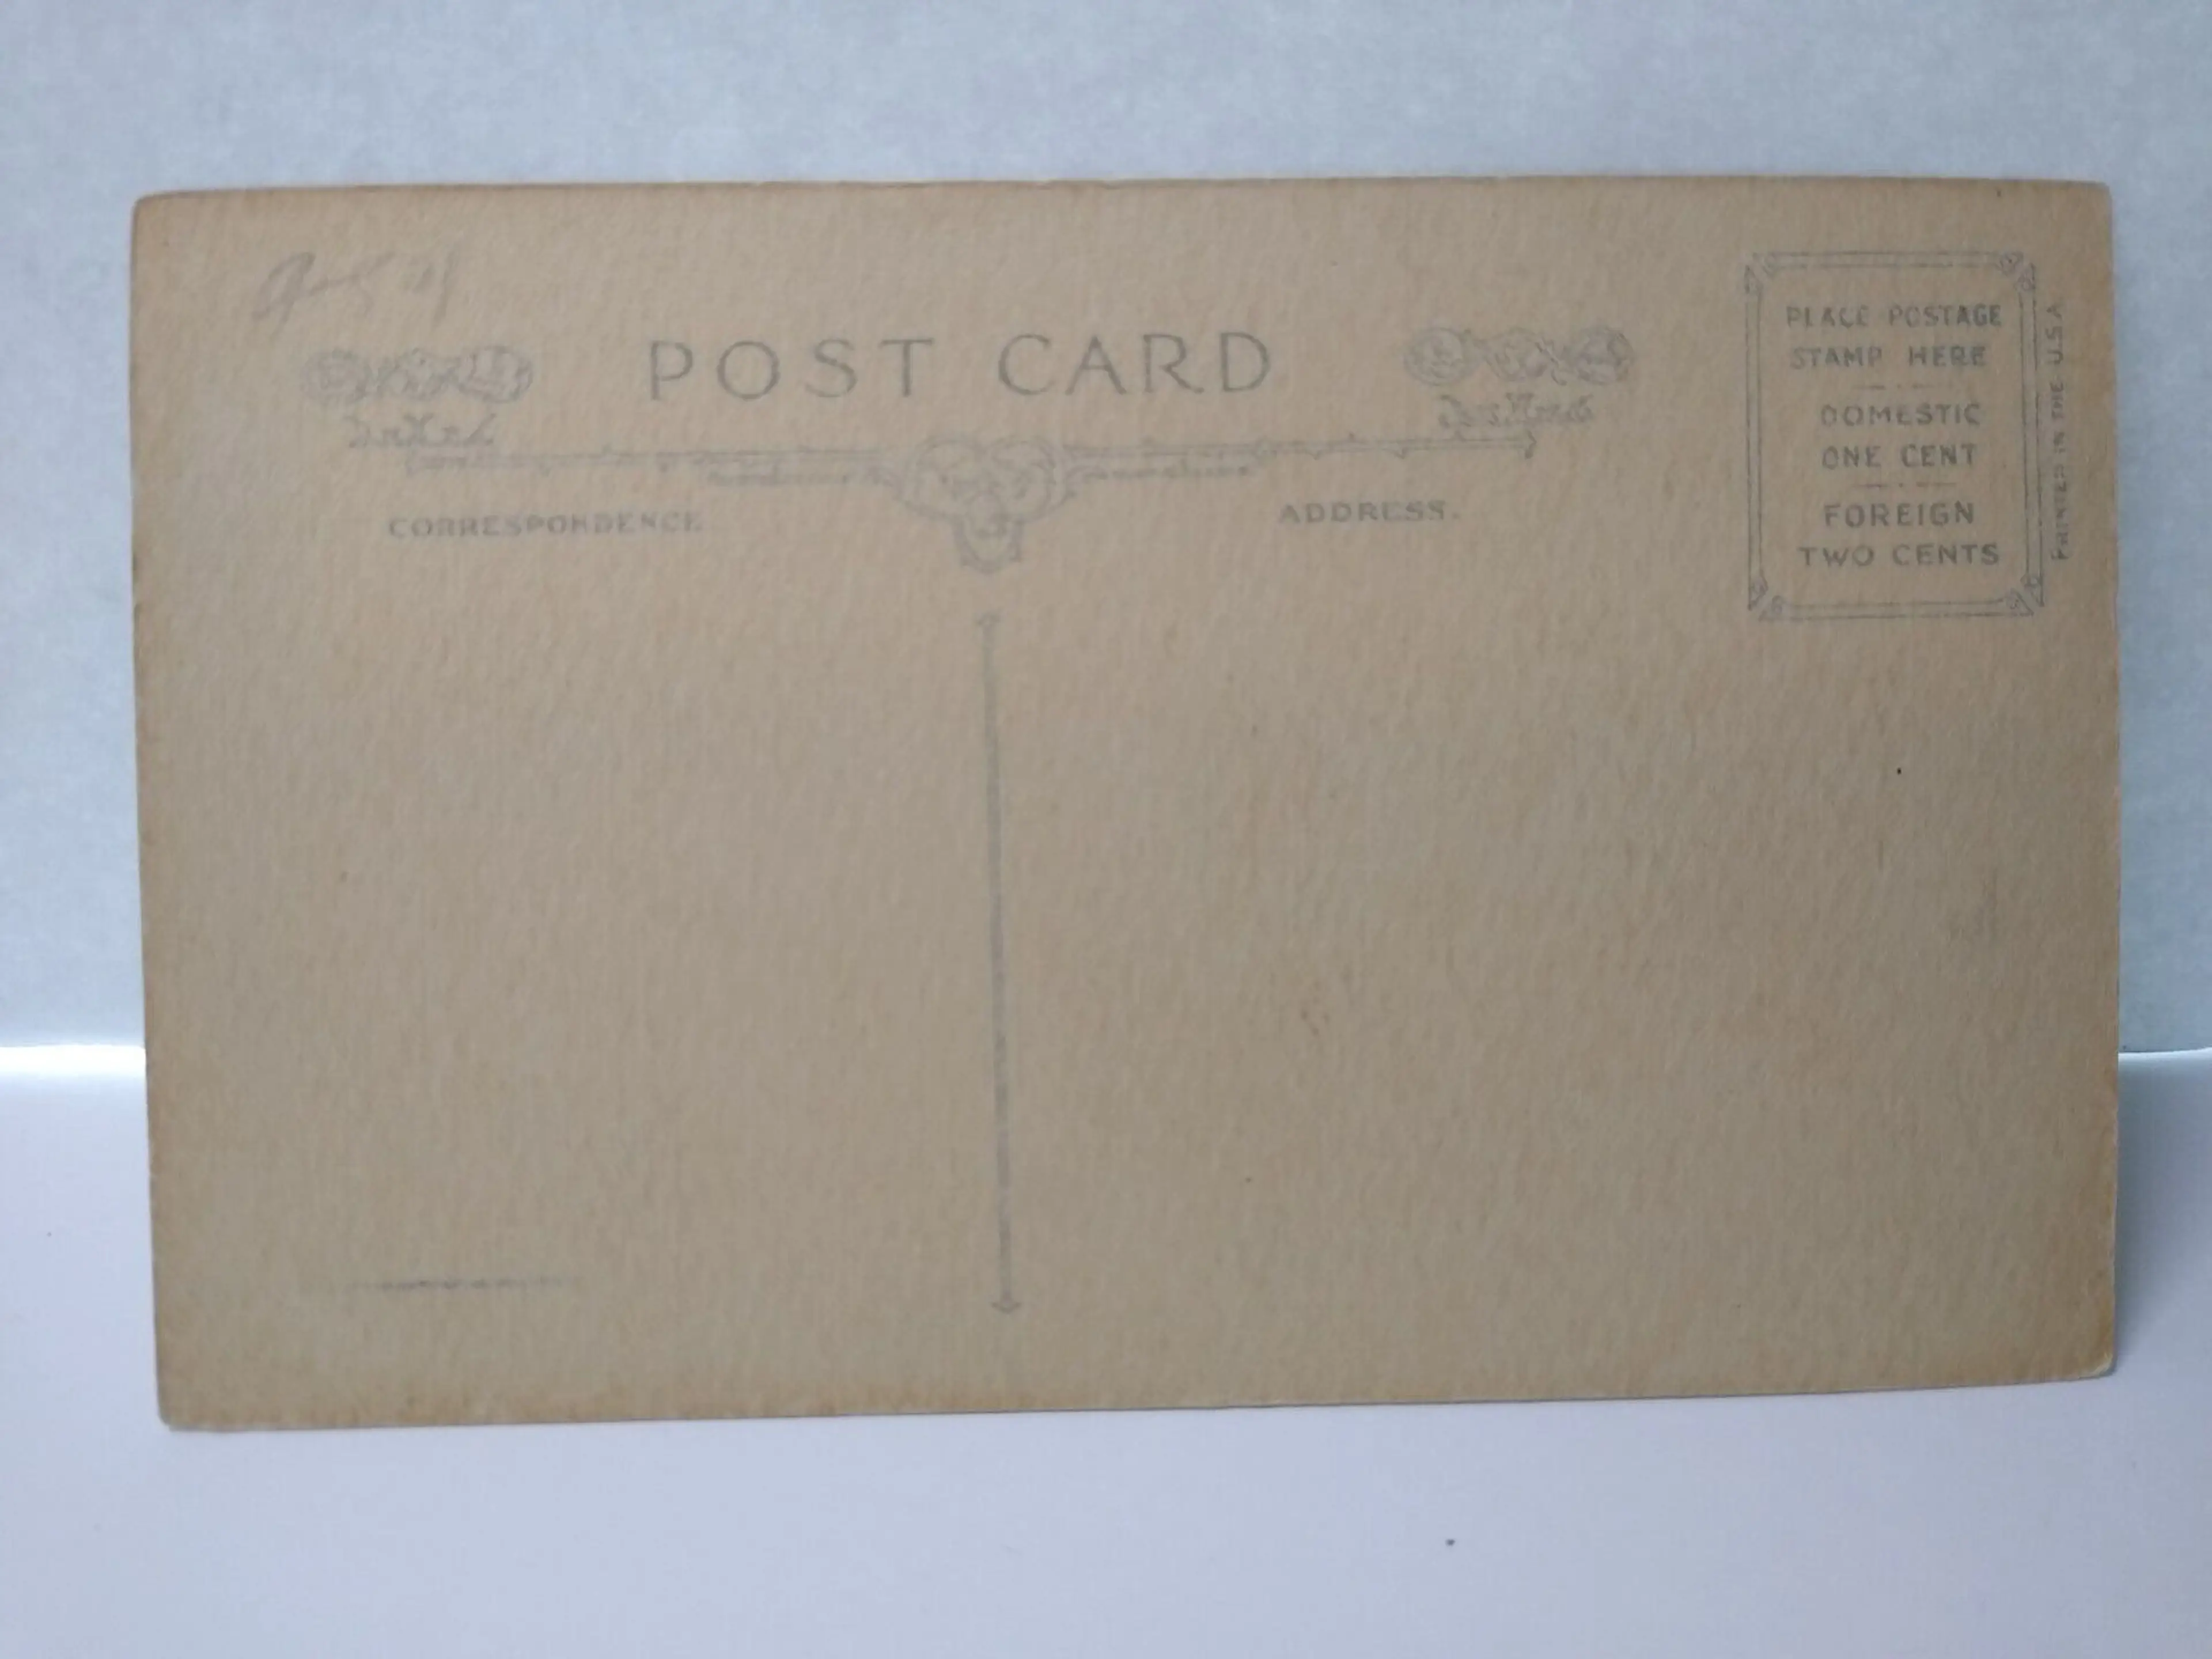 POST CARD
CORRESPONDENCE
ADDRESS.
PLACE POSTAGE
STAMP HERE
DOMESTIC
ONE CENT
FOREIGN
TWO CENTS
PRINTED IN THE U.S.A.